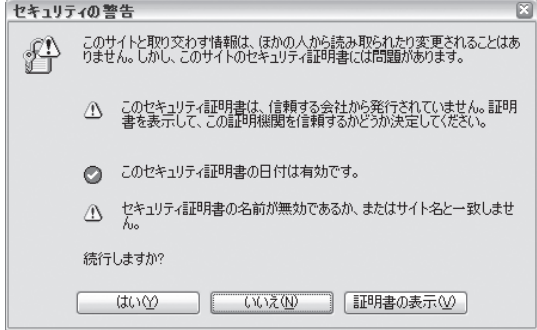 セキュリティの警告
このサイトと取り交わす情報は、ほかの人から読み取られたり変更されることはあ
りません。しかし、このサイトのセキュリティ証明書には問題があります。
このセキュリティ証明書は、信頼する会社から発行されていません。証明
書を表示して、この証明機関を信頼するかどうか決定してください。
このセキュリティ証明書の日付は有効です。
セキュリティ証明書の名前が無効であるか、またはサイト名と一致しませ
ん。
続行しますか?
はい(Y) いいえ(N) 証明書の表示(V)